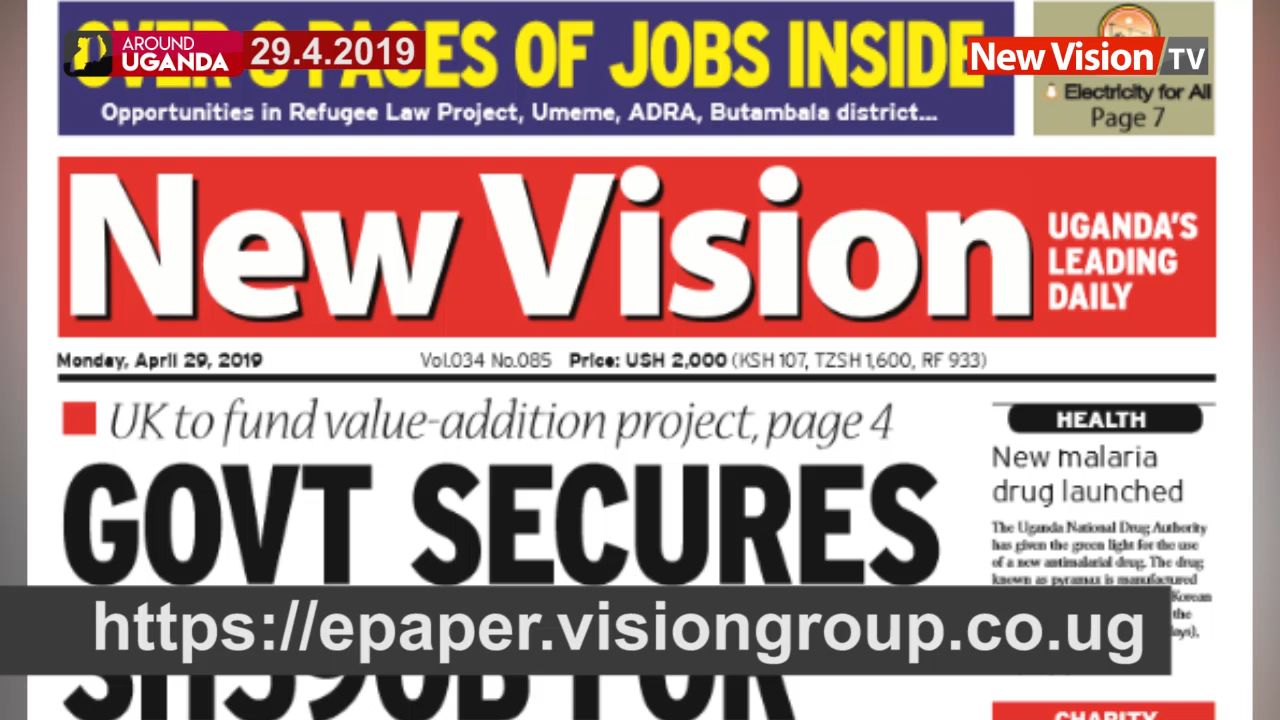 AROUND
UGANDA
29.4.2019
PAGES OF JOBS INSIDE
New Vision TV
Opportunities in Refugee Law Project, Umeme, ADRA, Butambala district...
Electricity for All
Page 7
New Vision
UGANDA'S
LEADING
DAILY
Monday, April 29, 2019 Vol.034 No.085 Price: USH 2,000 (KSH 107, TZSH 1,600, RF 933)
UK to fund value-addition project, page 4
GOVT SECURES
HEALTH
New malaria
drug launched
The Uganda National Drug Authority
has given the green light for the use
of a new antimalarial drug. The drug
known as pyramax is manufactured
Korean
the
https://epaper.visiongroup.co.ug
FOR
CHARITY